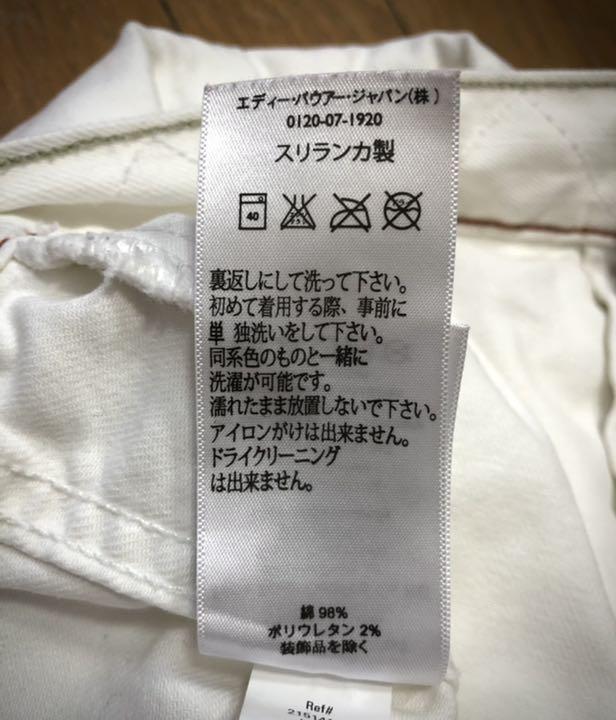 エディー・バウアー・ジャパン(株)
0120-07-1920
スリランカ製
40
裏返しにして洗って下さい。
初めて着用する際、事前に
単 独洗いをして下さい。
同系色のものと一緒に
洗濯が可能です。
濡れたまま放置しないで下さい。
アイロンがけは出来ません。
ドライクリーニング
は出来ません。
綿 98%
ポリウレタン 2%
装飾品を除く
Ref#